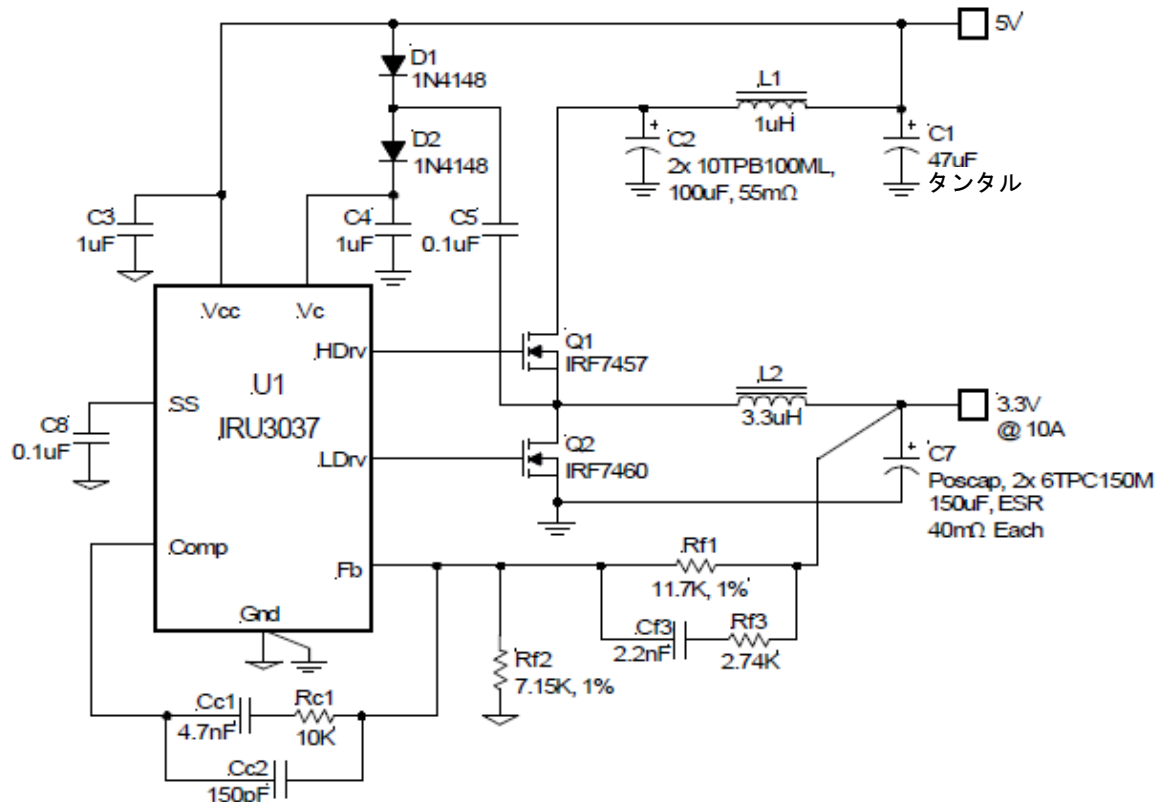 5V
D1
1N4148
L1
1uH
D2
1N4148
C2
2x 10TPB100ML,
100uF, 55mΩ
C1
47uF
タンタル
C3
1uF
C4
1uF
C5
0.1uF
Vcc
Vc
HDrv
Q1
IRF7457
U1
IRU3037
SS
C8
0.1uF
L2
3.3uH
3.3V
@ 10A
LDrv
Q2
IRF7460
C7
Poscap, 2x 6TPC150M
150uF, ESR
40mΩ Each
Comp
Fb
Gnd
Rf1
11.7K, 1%
Cf3
2.2nF
Rf3
2.74K
Rf2
7.15K, 1%
Cc1
4.7nF
Rc1
10K
Cc2
150pF